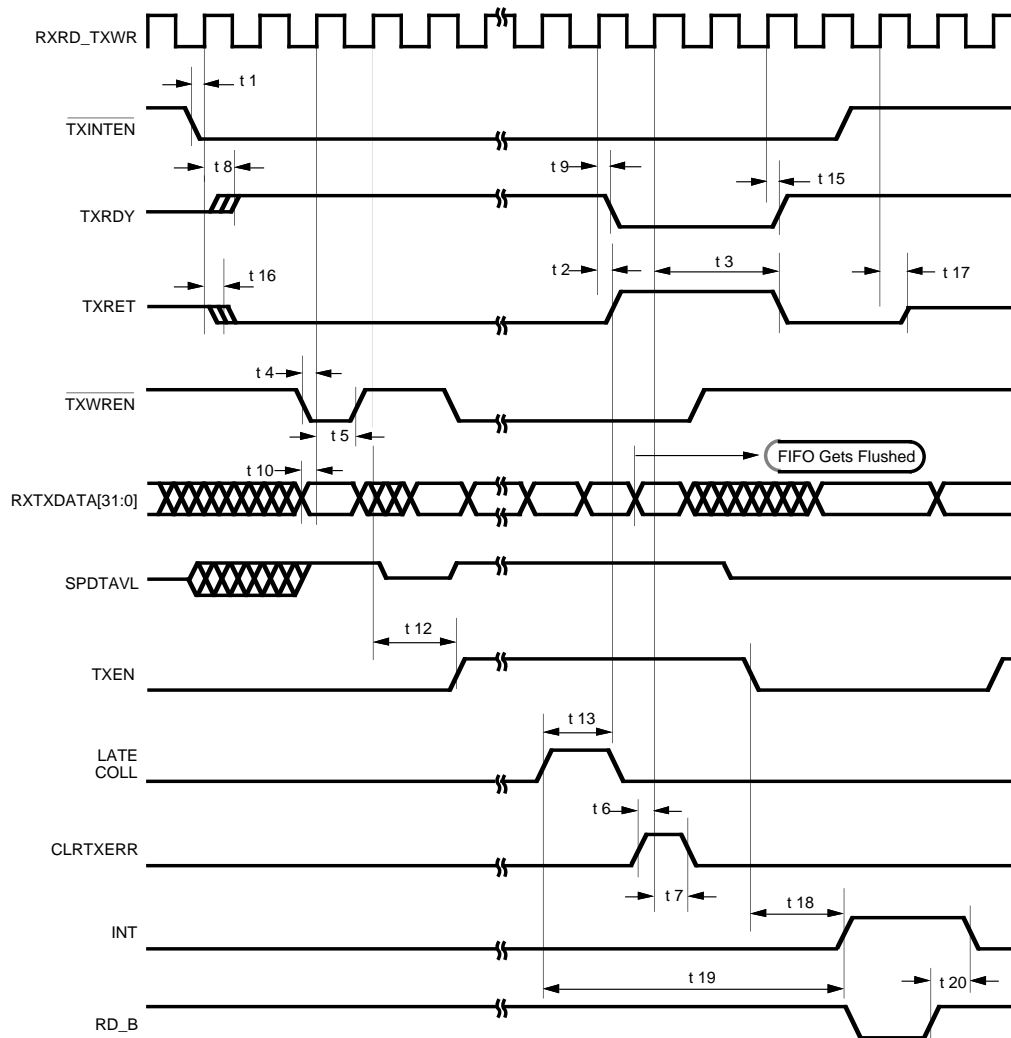 RXRD_TXWR
t 1
TXINTEN
t 8
t 9
t 15
TXRDY
t 16
t 2
t 3
t 17
TXRET
t 4
TXWREN
t 5
FIFO Gets Flushed
t 10
RXTXDATA[31:0]
SPDTAVL
t 12
TXEN
t 13
LATE
COLL
t 6
CLRTXERR
t 7
t 18
INT
t 19
t 20
RD_B